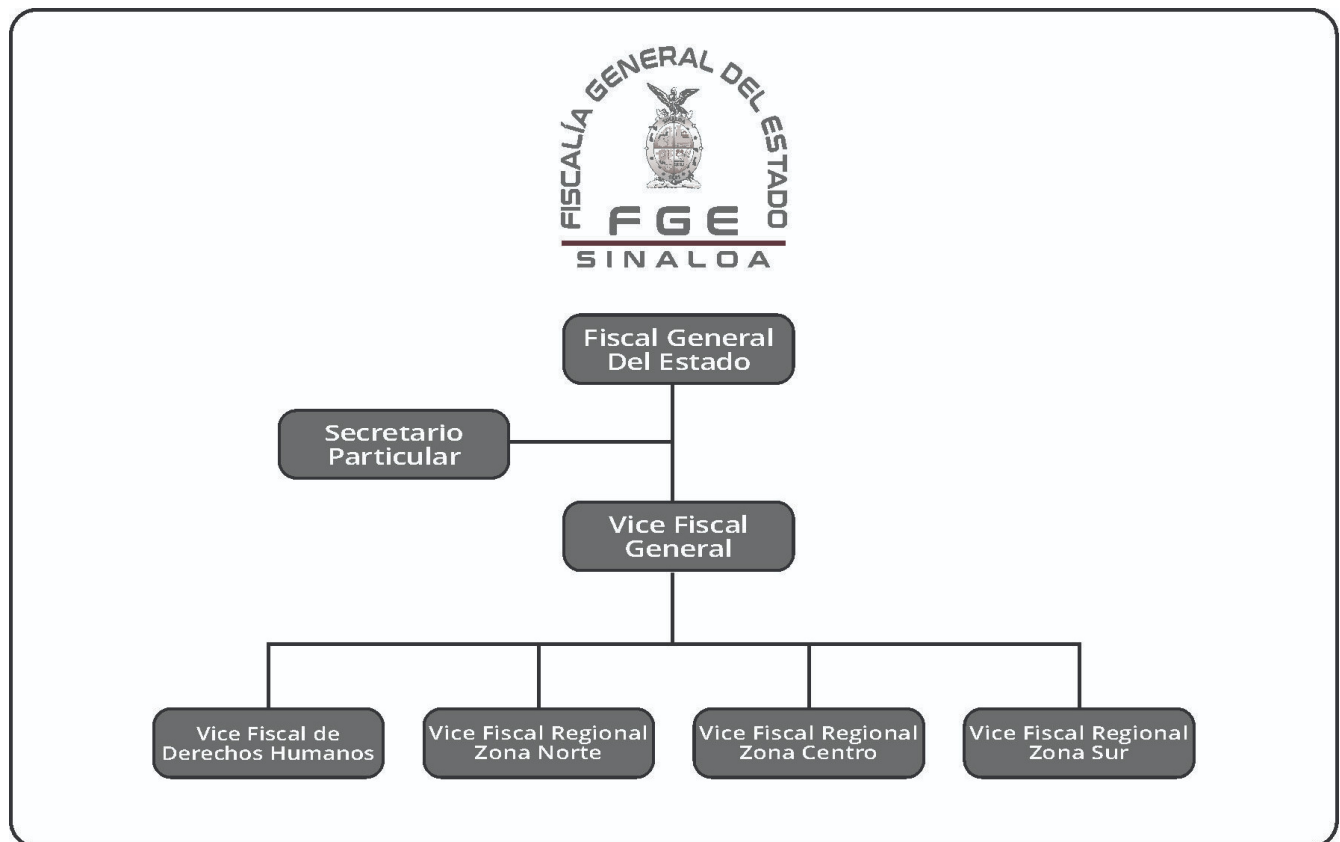 FISCALÍA GENERAL DEL ESTADO
FGE
SINALOA
Fiscal General
Del Estado
Secretario
Particular
Vice Fiscal
General
Vice Fiscal de
Derechos Humanos
Vice Fiscal Regional
Zona Norte
Vice Fiscal Regional
Zona Centro
Vice Fiscal Regional
Zona Sur